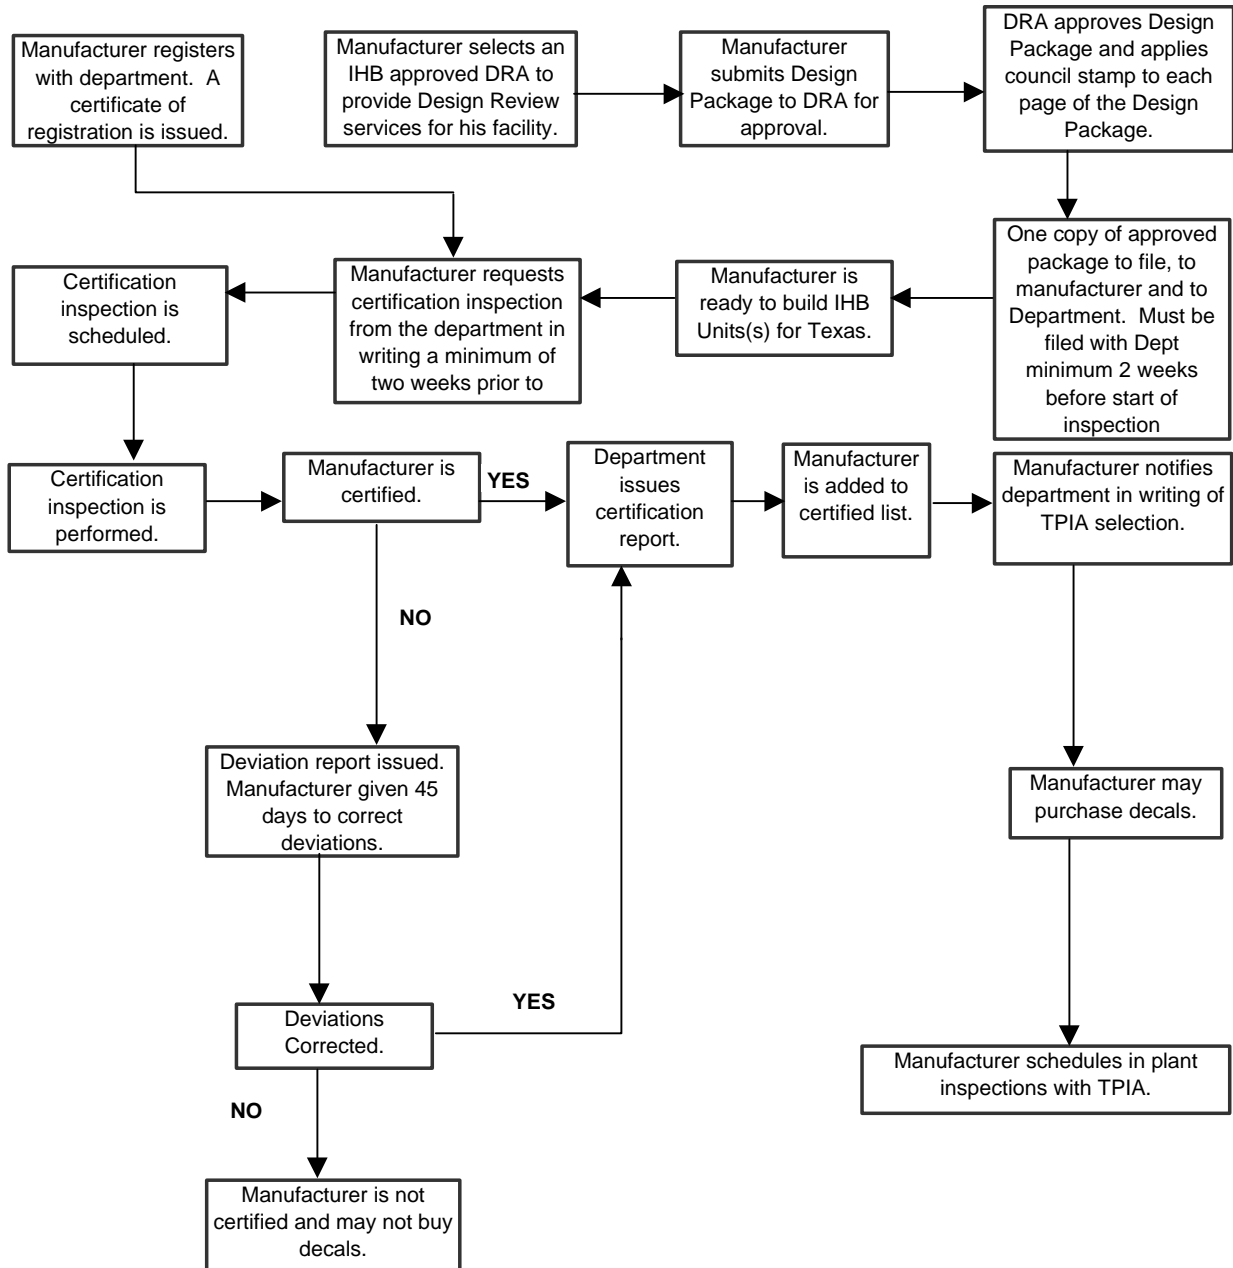 Manufacturer registers
with department. A
certificate of
registration is issued.
Manufacturer selects an
IHB approved DRA to
provide Design Review
services for his facility.
Manufacturer
submits Design
Package to DRA for
approval.
DRA approves Design
Package and applies
council stamp to each
page of the Design
Package.
One copy of approved
package to file, to
manufacturer and to
Department. Must be
filed with Dept
minimum 2 weeks
before start of
inspection
Manufacturer is
ready to build IHB
Units(s) for Texas.
Manufacturer requests
certification inspection
from the department in
writing a minimum of
two weeks prior to
Certification
inspection is
scheduled.
Certification
inspection is
performed.
Manufacturer is
certified.
YES
Department
issues
certification
report.
Manufacturer
is added to
certified list.
Manufacturer notifies
department in writing of
TPIA selection.
NO
Deviation report issued.
Manufacturer given 45
days to correct
deviations.
Manufacturer may
purchase decals.
Deviations
Corrected.
YES
Manufacturer schedules in plant
inspections with TPIA.
NO
Manufacturer is not
certified and may not buy
decals.